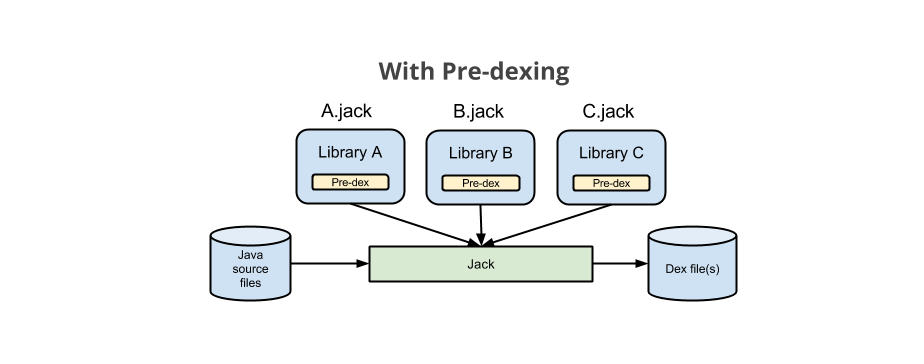 With Pre-dexing
A.jack
B.jack
C.jack
Library A
Library B
Library C
Pre-dex
Pre-dex
Pre-dex
Java
source
files
Jack
Dex file(s)